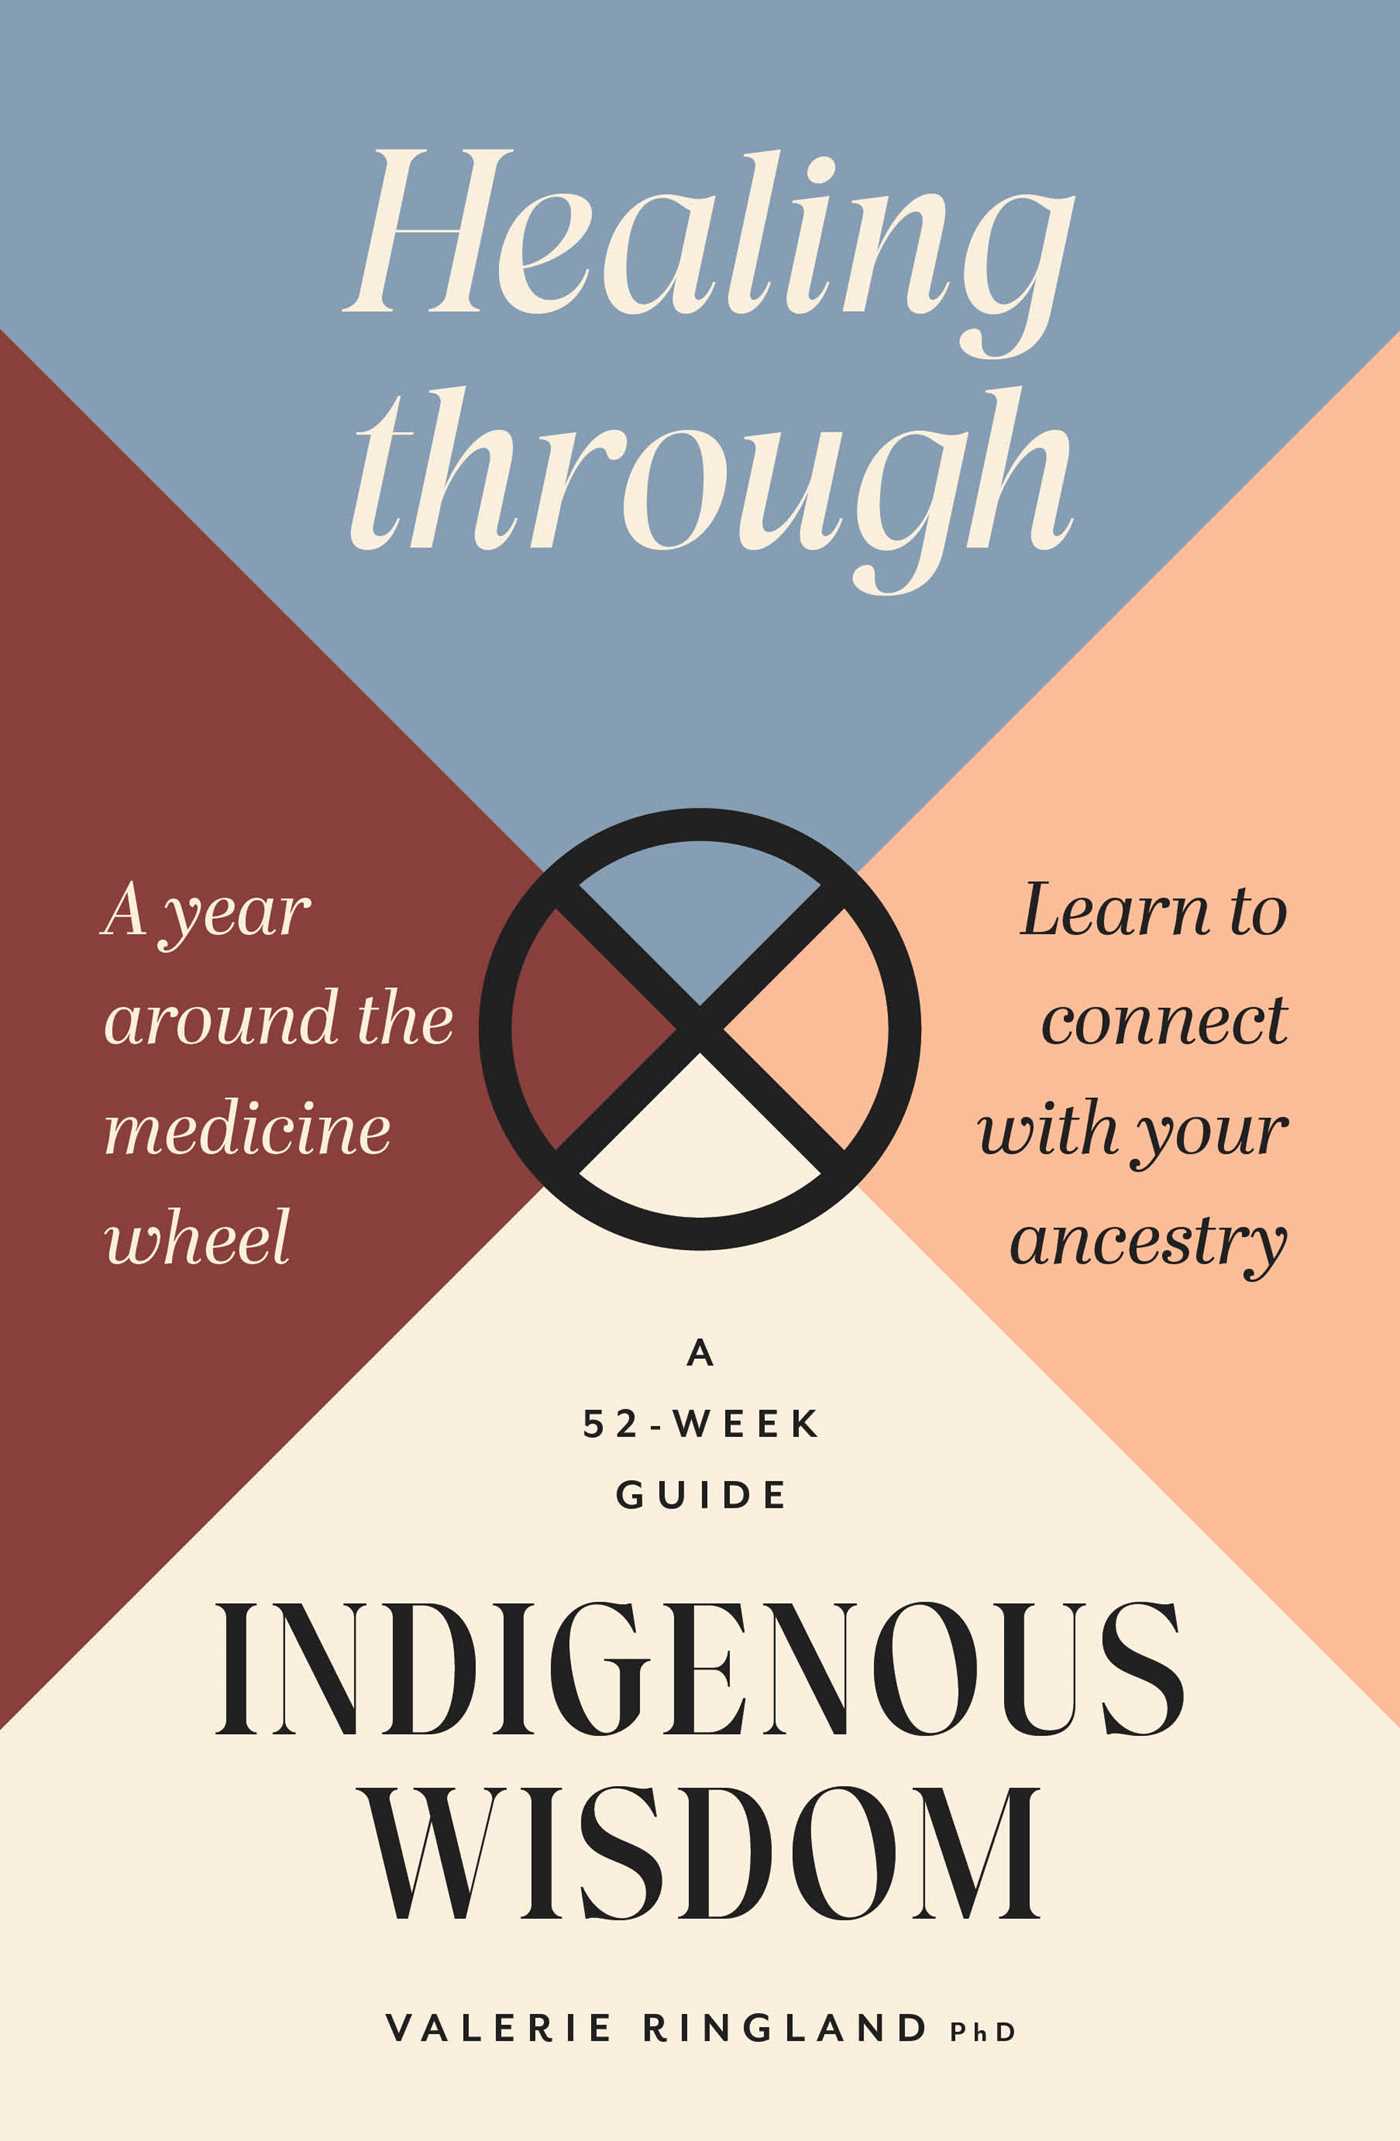 Healing
through
A year
around the
medicine
wheel
Learn to
connect
with your
ancestry
A
52-WEEK
GUIDE
INDIGENOUS
WISDOM
VALERIE RINGLAND PhD